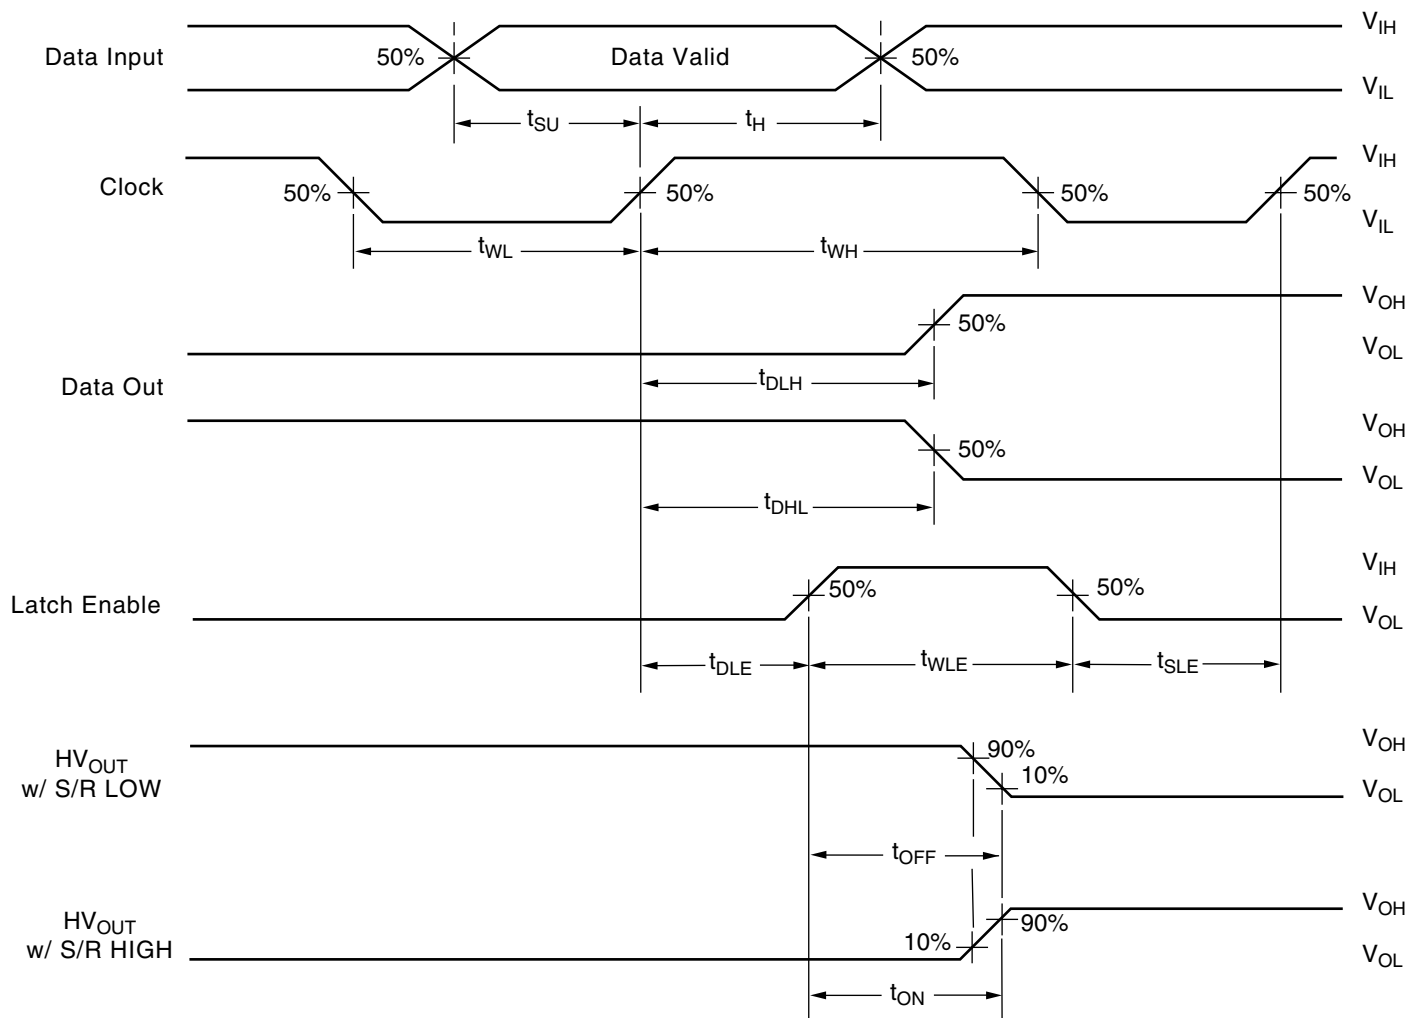 V_IH
Data Input 50% Data Valid 50%
V_IL
t_SU t_H
V_IH
Clock 50% 50% 50% 50%
V_IL
t_WL t_WH
V_OH
50%
V_OL
t_DLH
Data Out
V_OH
50%
V_OL
t_DHL
V_IH
50% 50%
Latch Enable
V_OL
t_DLE t_WLE t_SLE
V_OH
90%
HV_OUT
10%
w/ S/R LOW
V_OL
t_OFF
V_OH
HV_OUT
90%
10%
w/ S/R HIGH
V_OL
t_ON